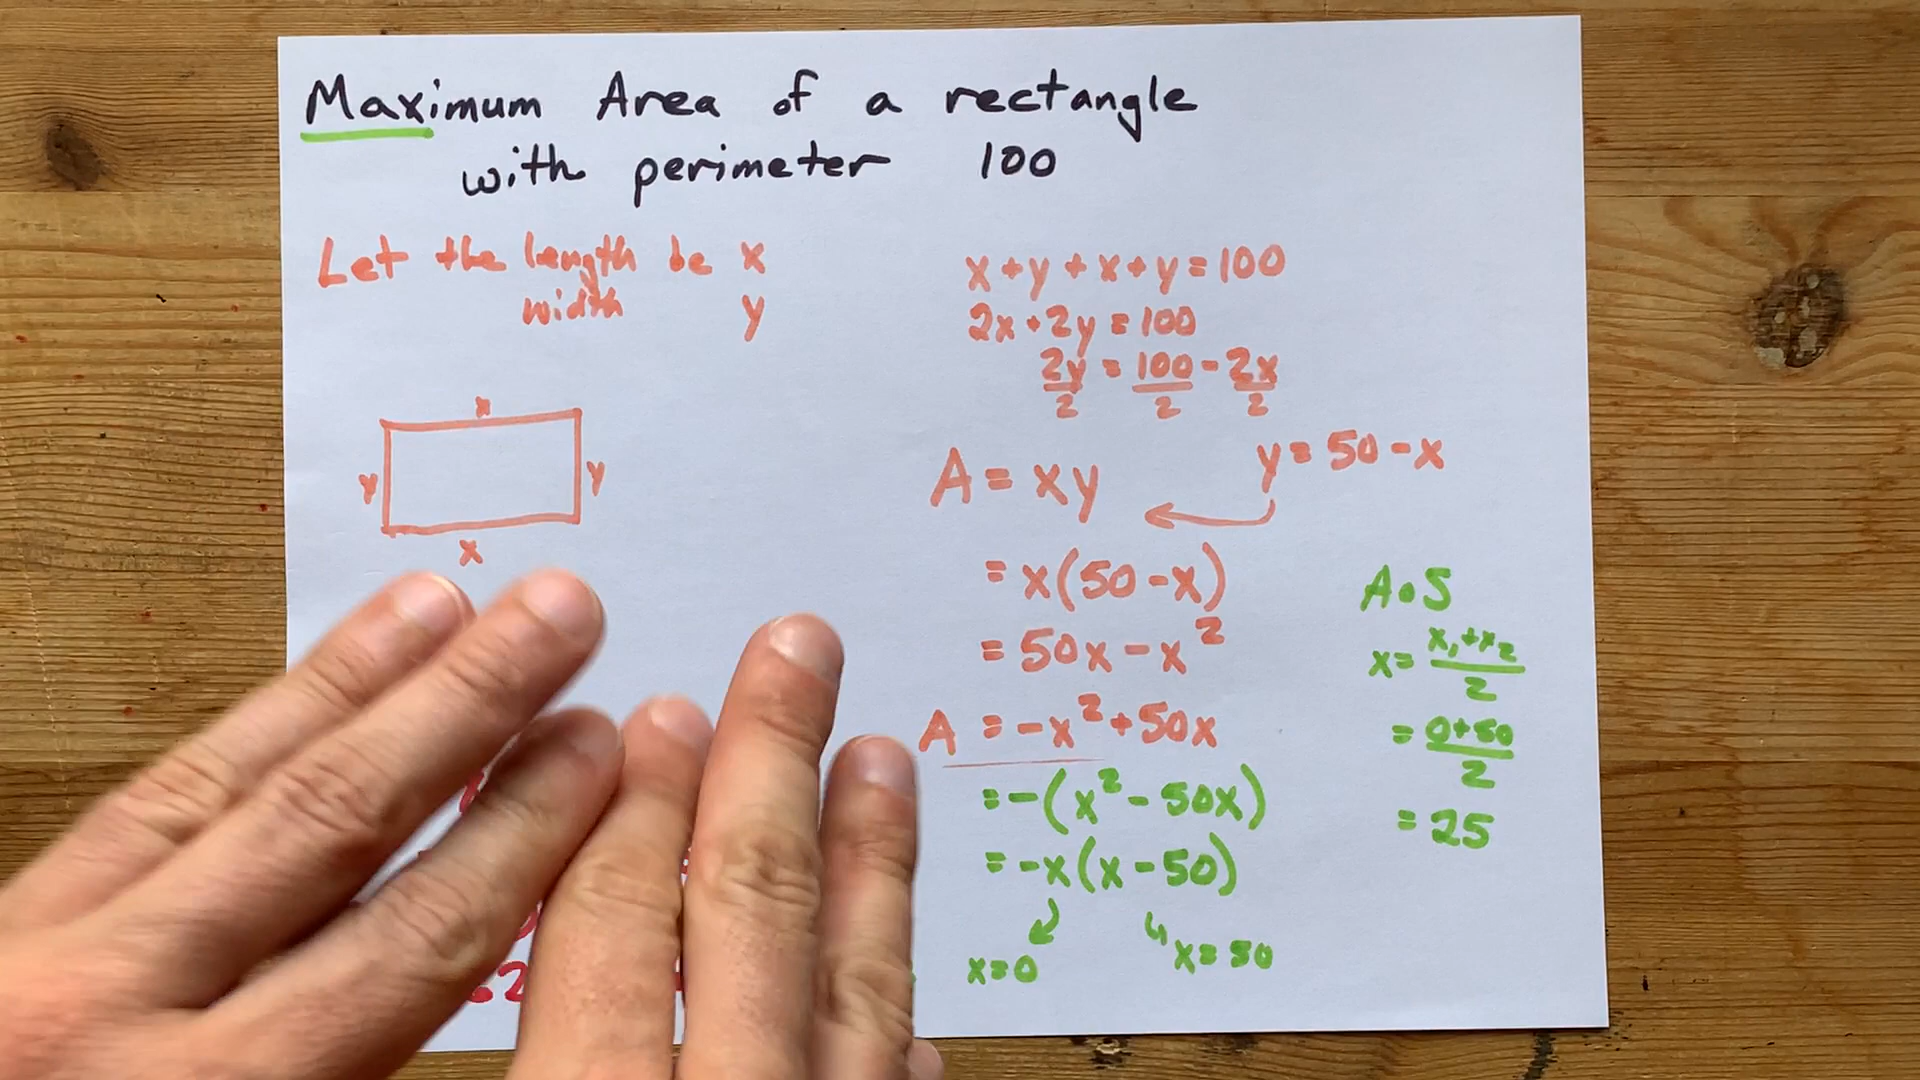 Maximum Area of a rectangle
with perimeter 100
Let the length be x
width y
x
y
y
x
x + y + x + y = 100
2x + 2y = 100
2y/2 = 100/2 - 2x/2
y = 50 - x
A = xy
= x(50 - x)
= 50x - x²
A = -x² + 50x
= -(x² - 50x)
= -x(x - 50)
x = 0
x = 50
A.O.S
x = x₁+x₂/2
= 0+50/2
= 25